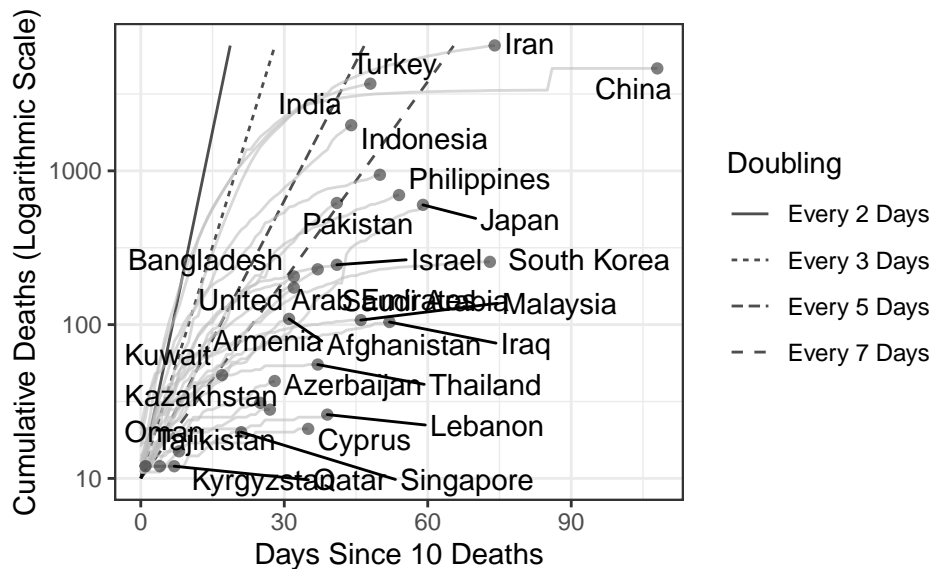 Cumulative Deaths (Logarithmic Scale)
1000
100
10
Iran
Turkey
China
India
Indonesia
Philippines
Pakistan
Japan
Bangladesh
Israel
South Korea
United Arab Emirates
Saudi Arabia
Malaysia
Armenia
Afghanistan
Iraq
Kuwait
Azerbaijan
Thailand
Kazakhstan
Lebanon
Oman
Tajikistan
Cyprus
Kyrgyzstan
Qatar
Singapore
0
30
60
90
Days Since 10 Deaths
Doubling
Every 2 Days
Every 3 Days
Every 5 Days
Every 7 Days